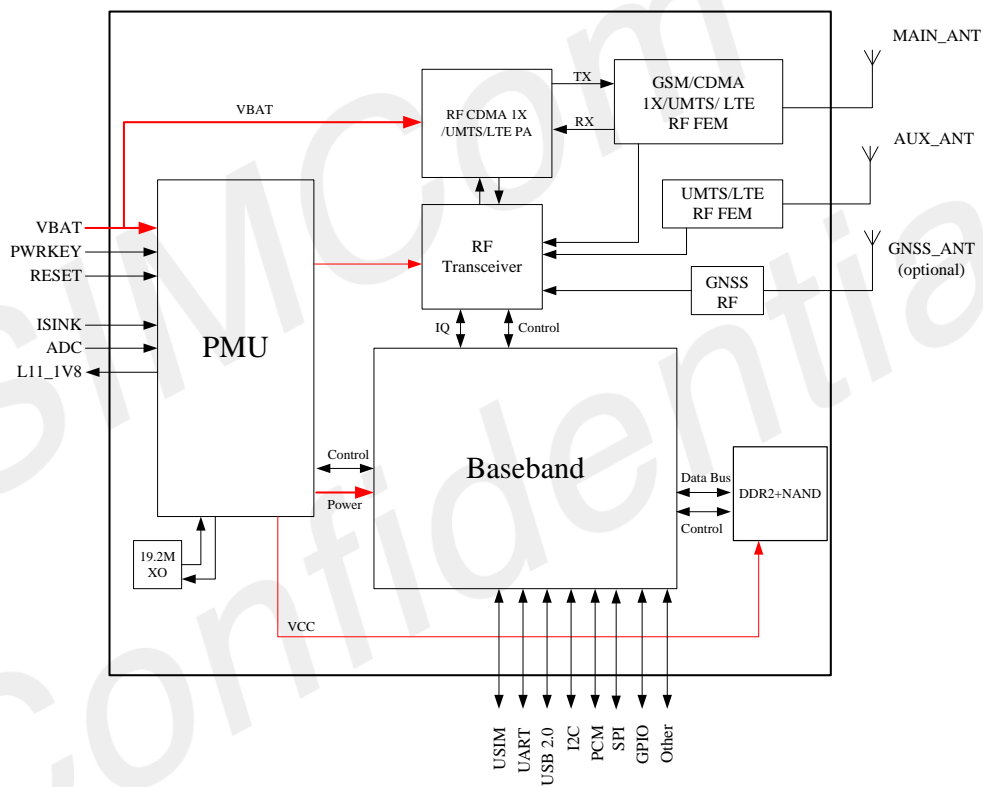 MAIN_ANT
TX
GSM/CDMA
1X/UMTS/ LTE
RF FEM
VBAT
RF CDMA 1X
/UMTS/LTE PA
RX
AUX_ANT
UMTS/LTE
RF FEM
VBAT
PWRKEY
RESET
RF
Transceiver
GNSS_ANT
(optional)
GNSS
RF
ISINK
ADC
L11_1V8
PMU
IQ
Control
Baseband
Control
Power
Data Bus
Control
DDR2+NAND
19.2M
XO
VCC
USIM
UART
USB 2.0
I2C
PCM
SPI
GPIO
Other
SIMCom
Confidential